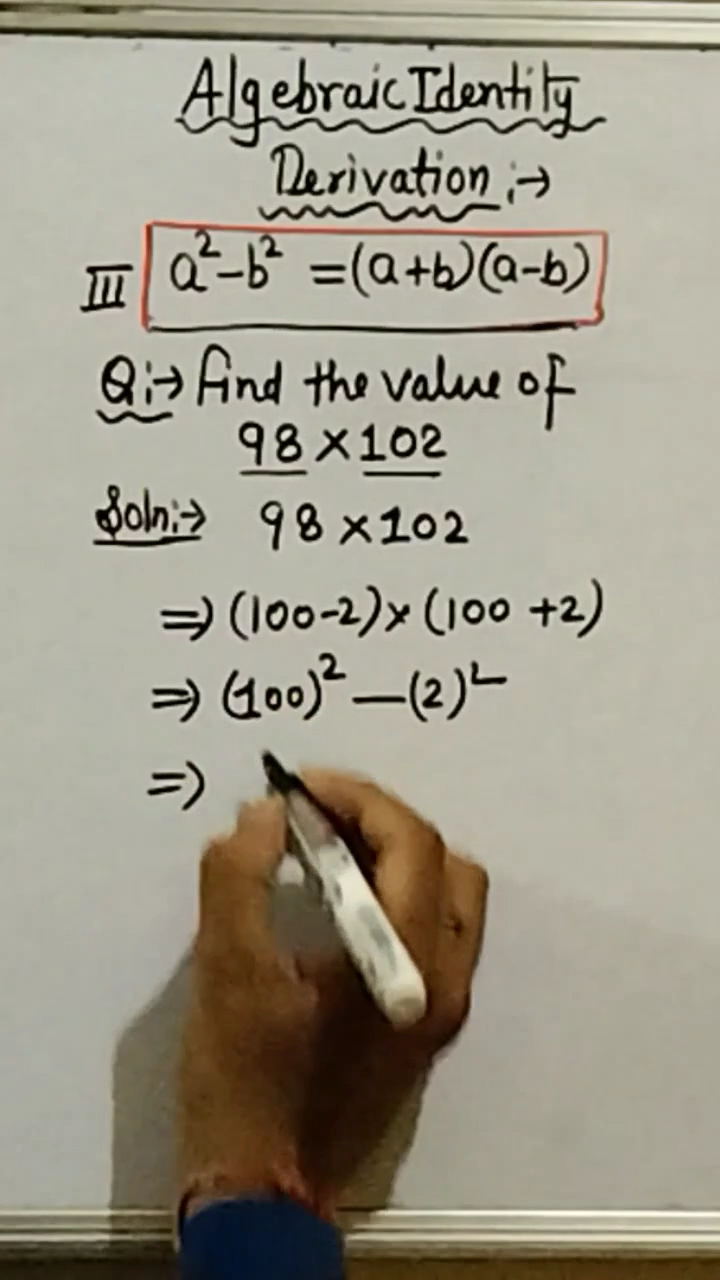 Algebraic Identity
Derivation :→
III a²-b² =(a+b)(a-b)
Q:→ find the value of
98 × 102
Soln:→ 98 × 102
=> (100-2)× (100 +2)
=> (100)² - (2)²
=>